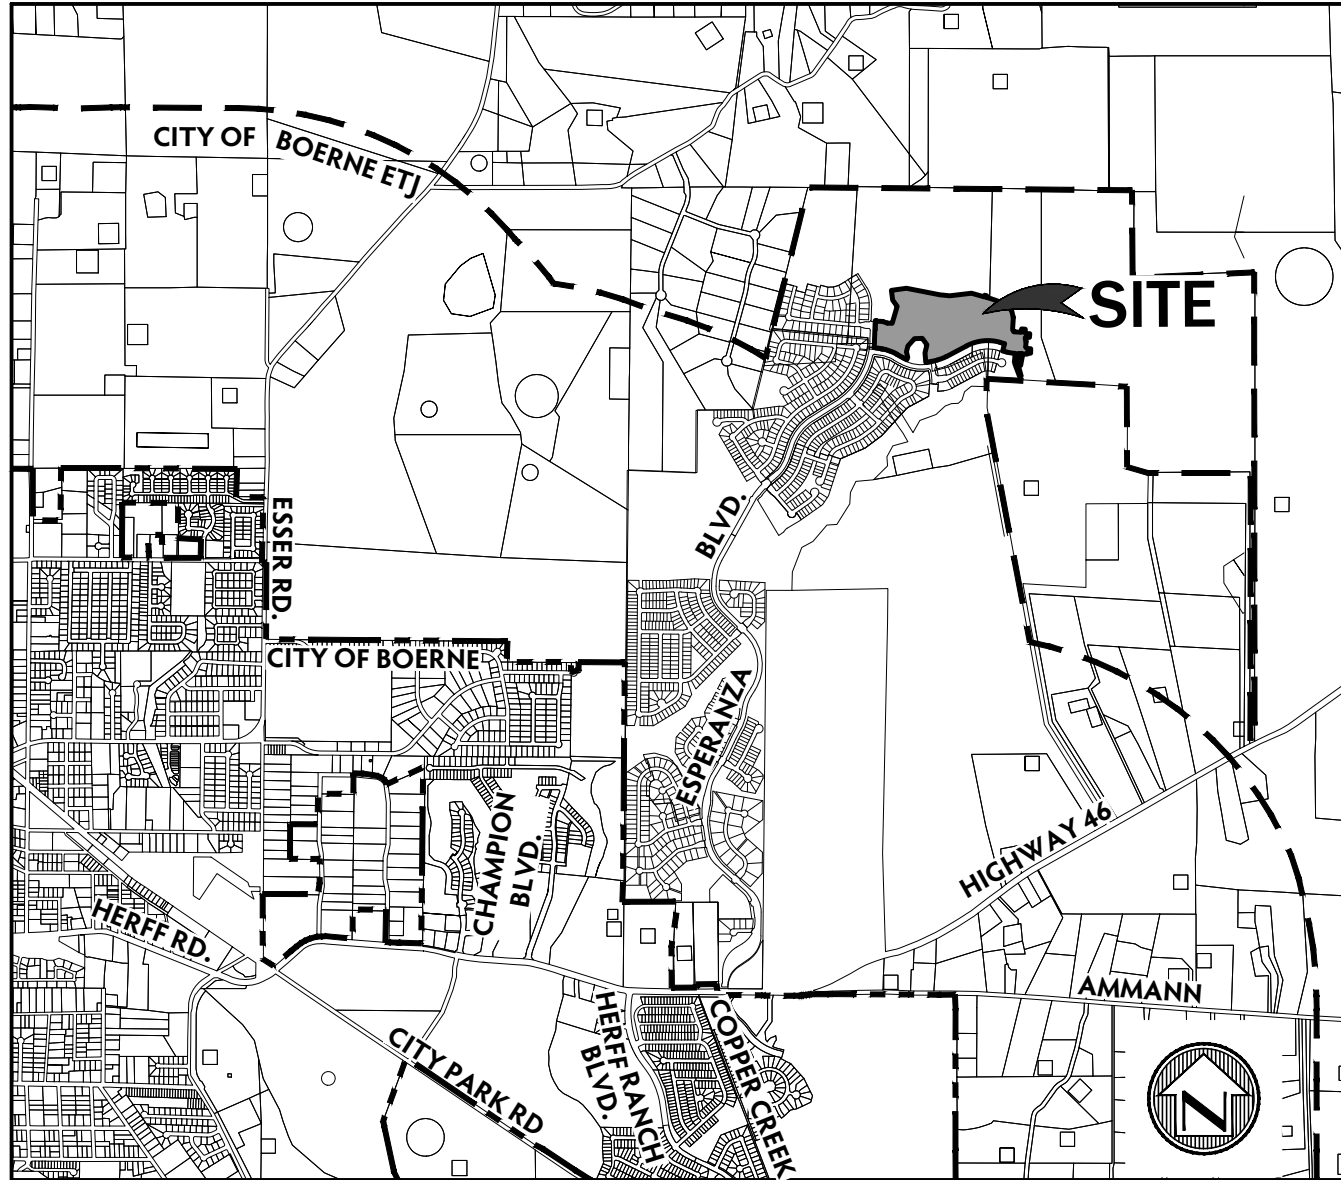 CITY OF BOERNE ETJ
SITE
BLVD.
ESSER RD.
CITY OF BOERNE
ESPERANZA
CHAMPION
BLVD.
HIGHWAY 46
HERFF RD.
AMMANN
CITY PARK RD
HERFF RANCH
BLVD.
COPPER CREEK
N